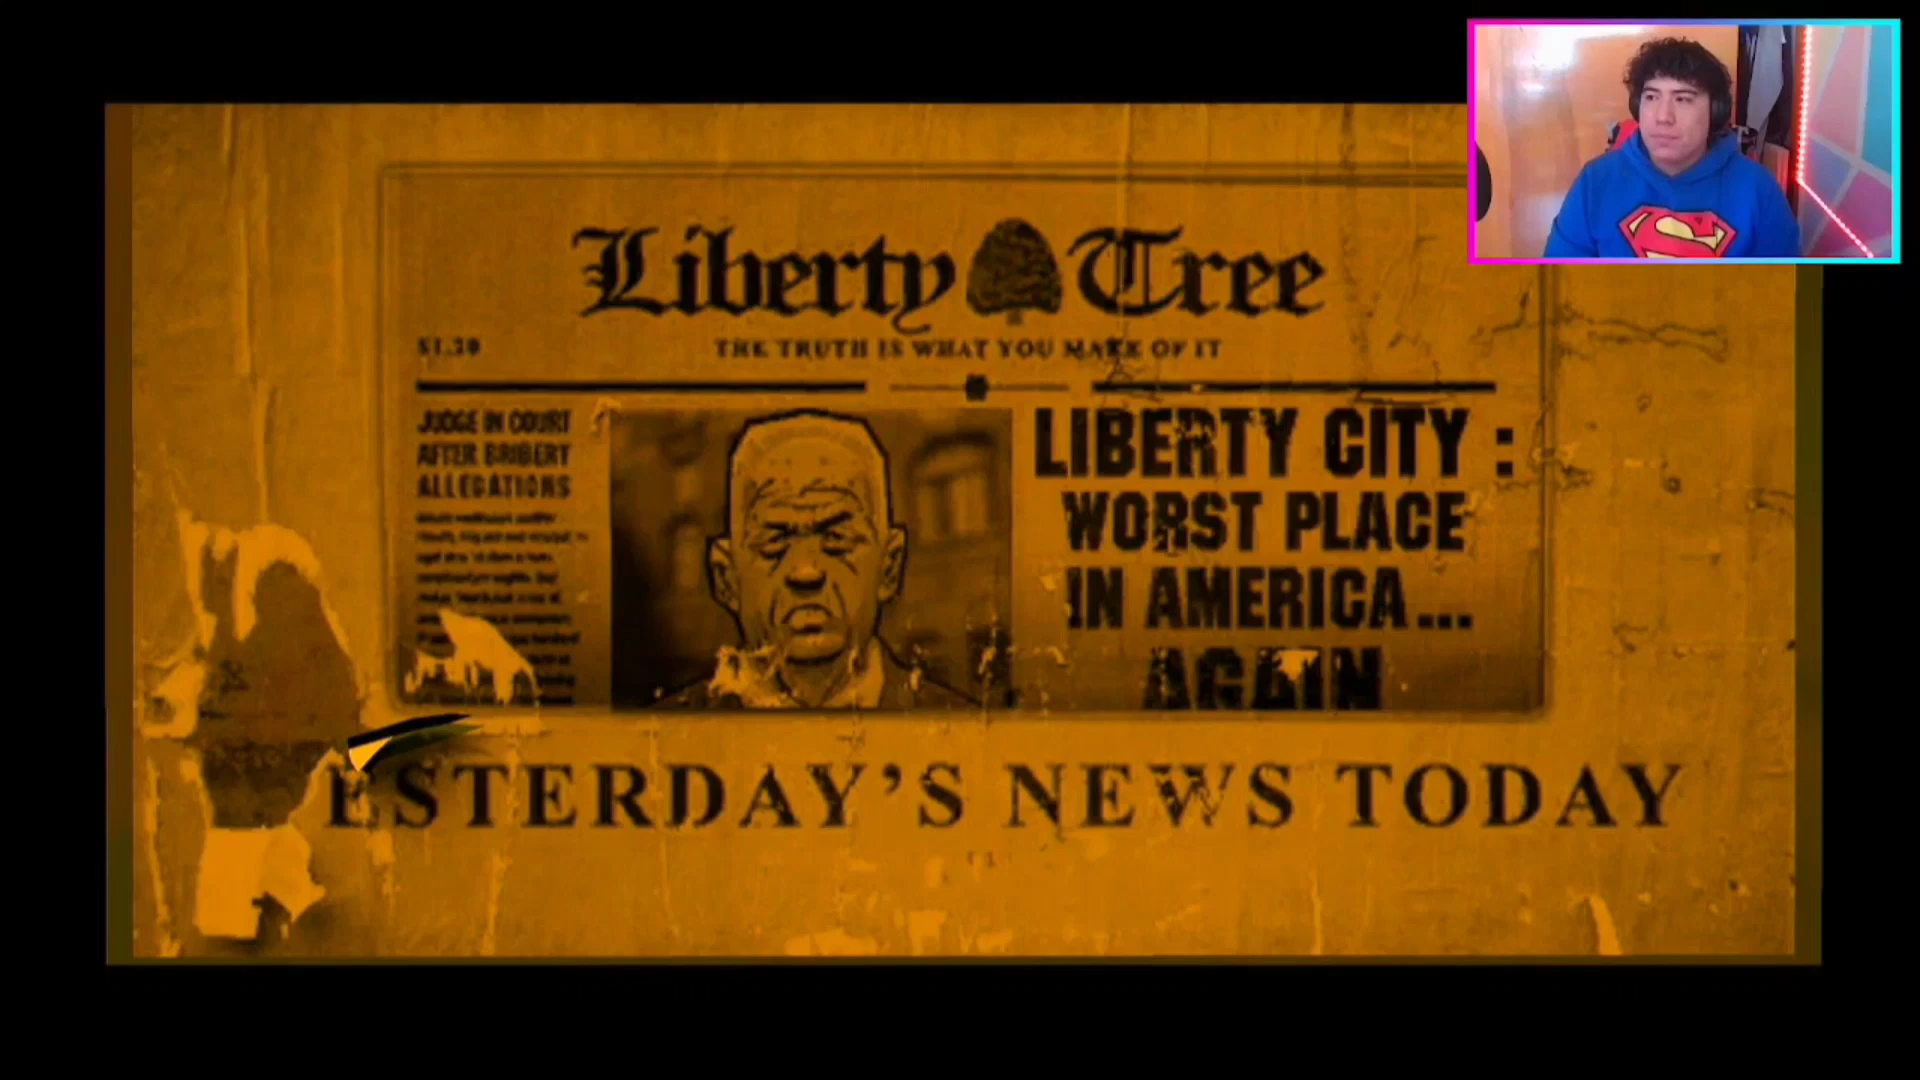 Liberty Tree
$1.20
THE TRUTH IS WHAT YOU MAKE OF IT
JUDGE IN COURT
AFTER BRIBERY
ALLEGATIONS
LIBERTY CITY :
WORST PLACE
IN AMERICA...
AGAIN
ESTERDAY'S NEWS TODAY